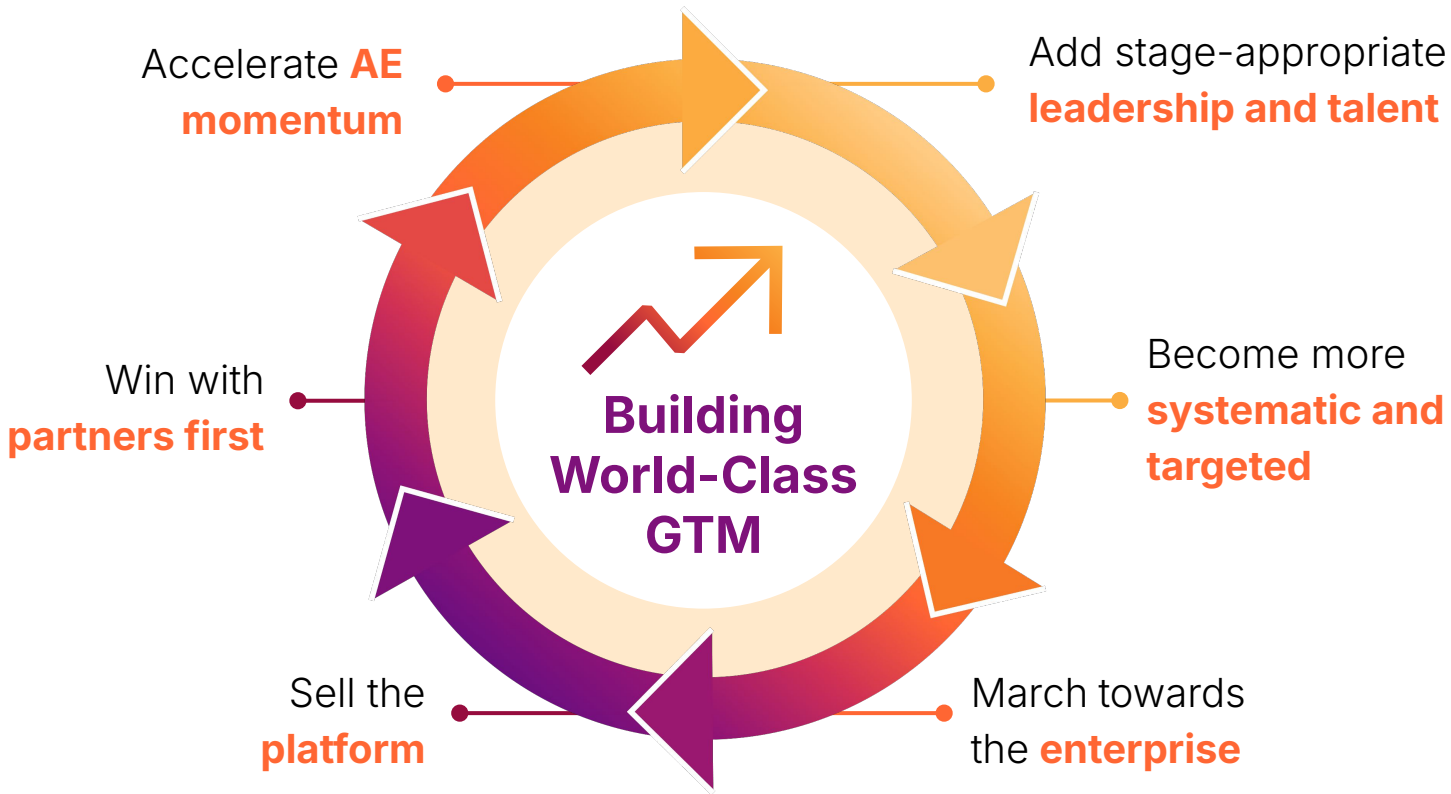 Accelerate AE
momentum
Add stage-appropriate
leadership and talent
Become more
systematic and
targeted
March towards
the enterprise
Sell the
platform
Win with
partners first
Building
World-Class
GTM